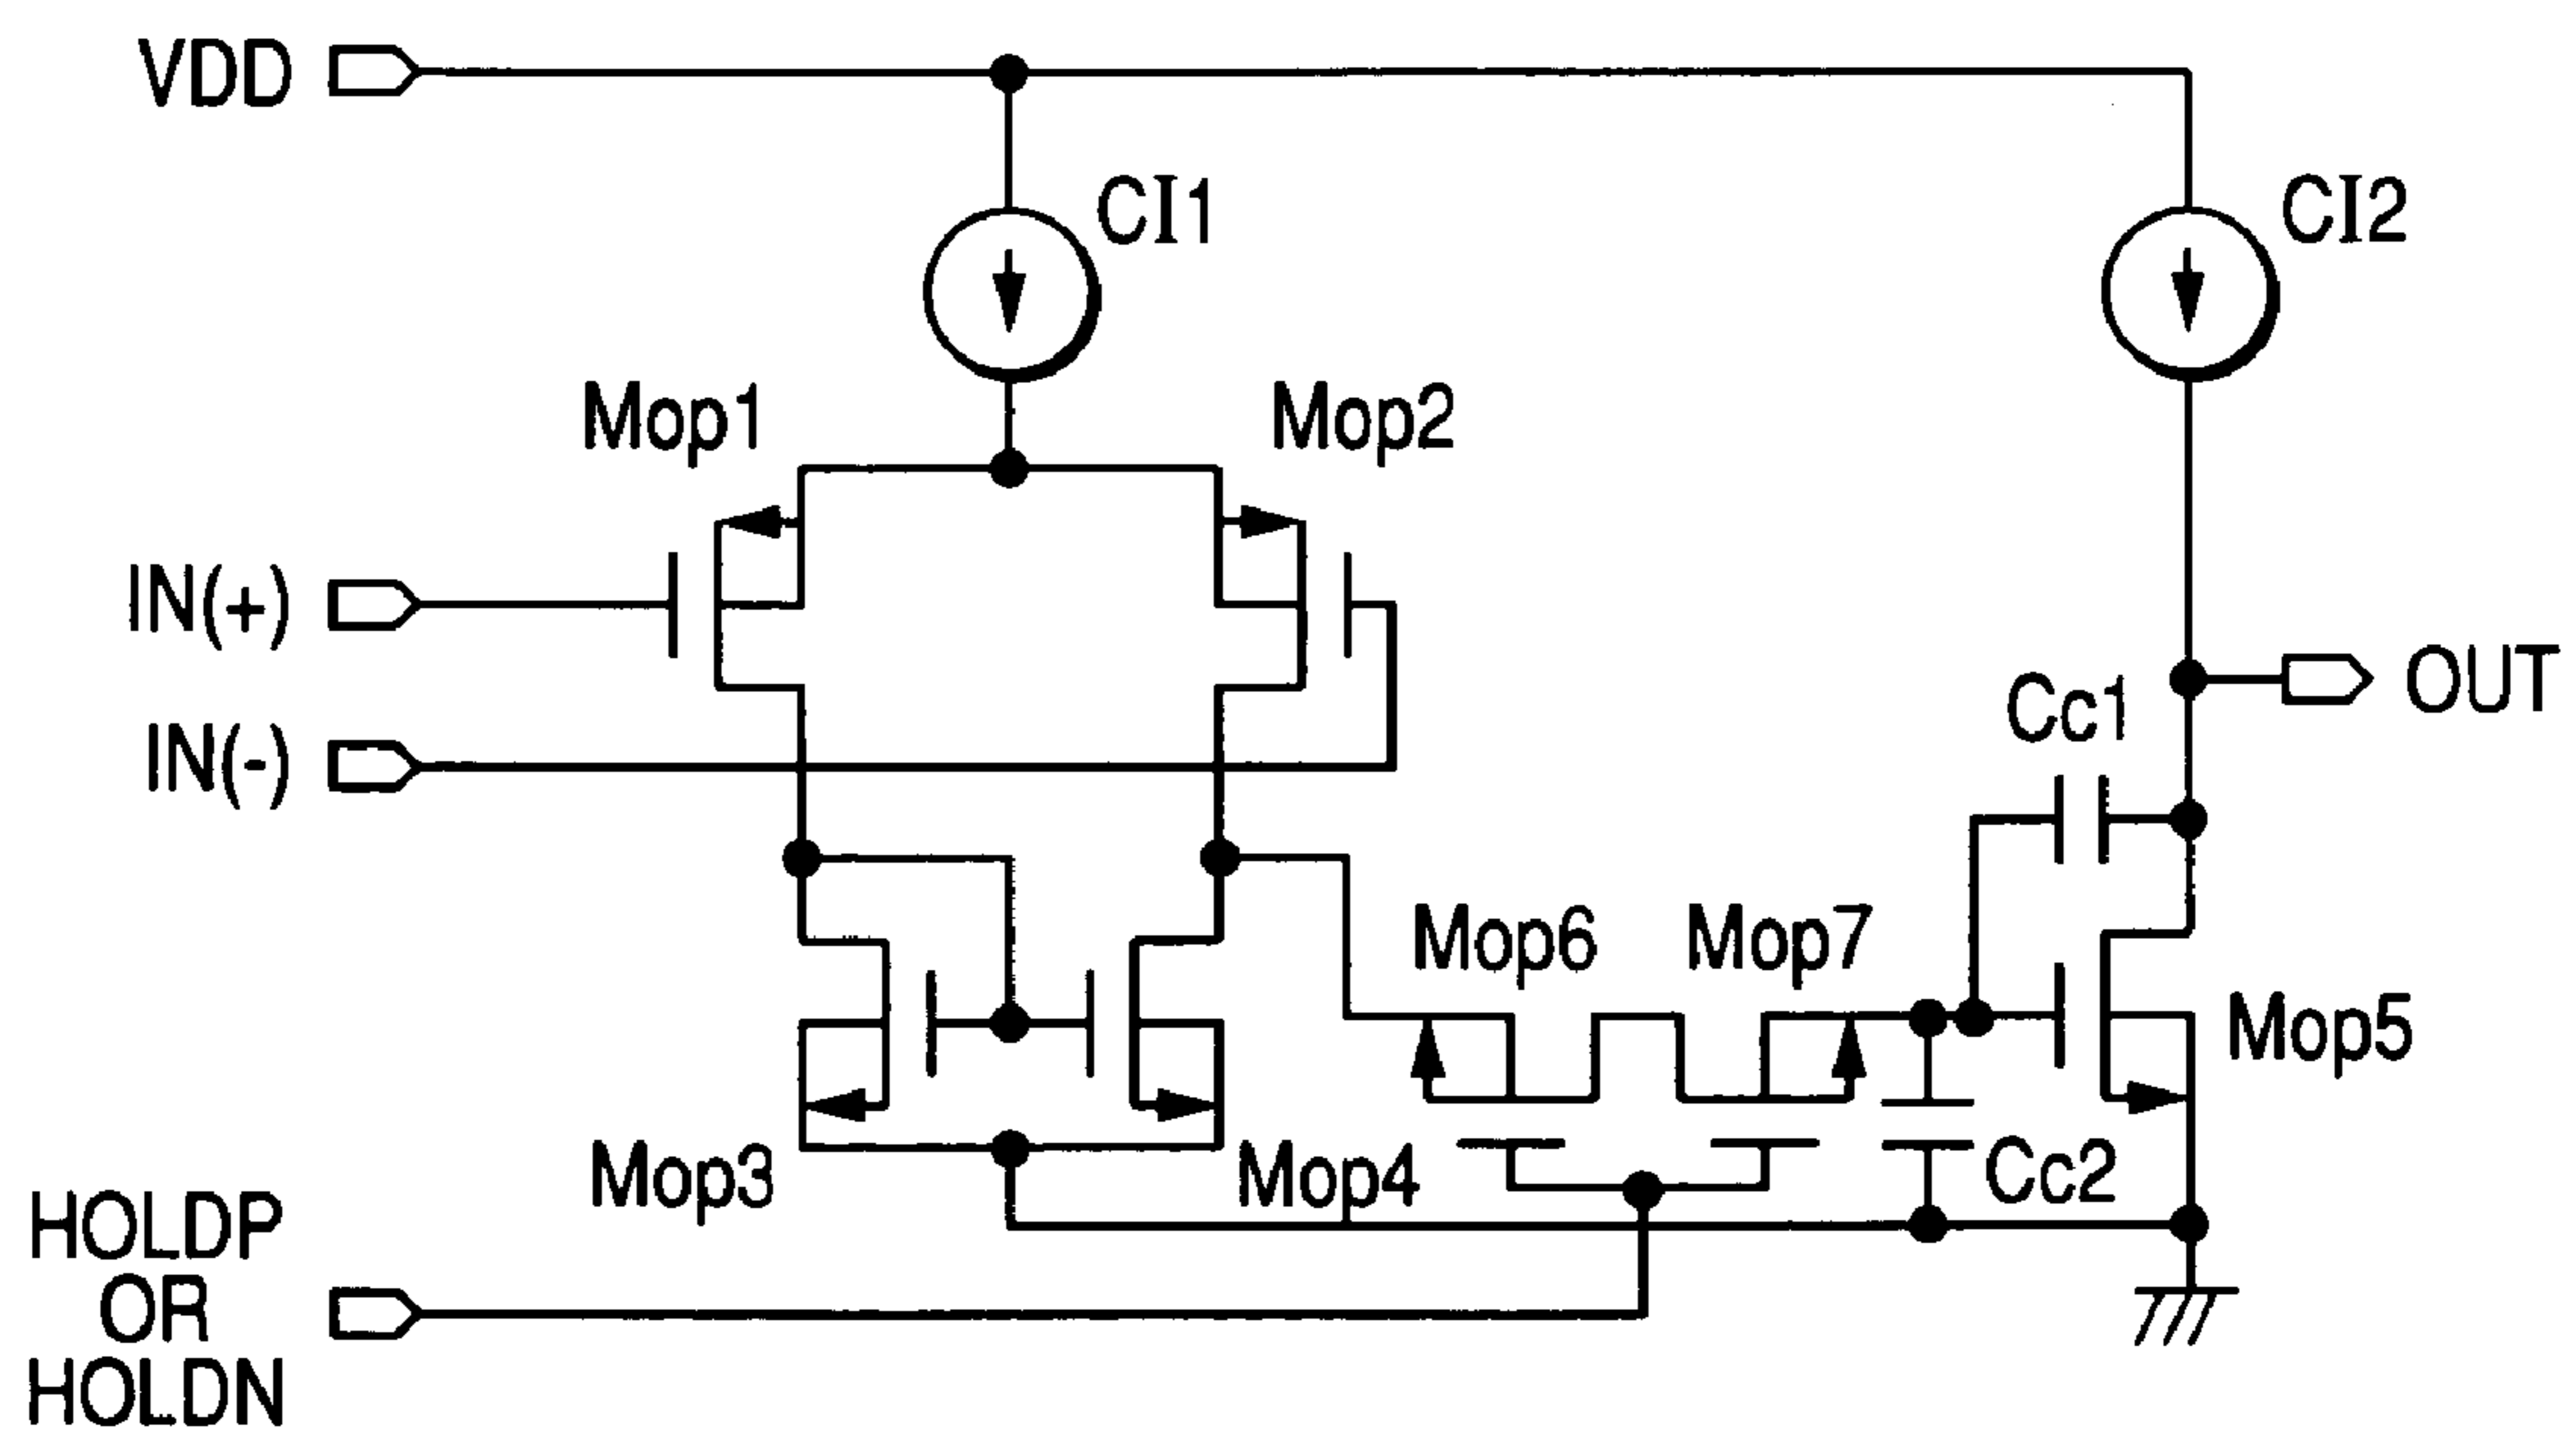 VDD
CI1
CI2
Mop1
Mop2
IN(+)
OUT
Cc1
IN(-)
Mop6
Mop7
Mop5
Mop3
Mop4
Cc2
HOLDP
OR
HOLDN